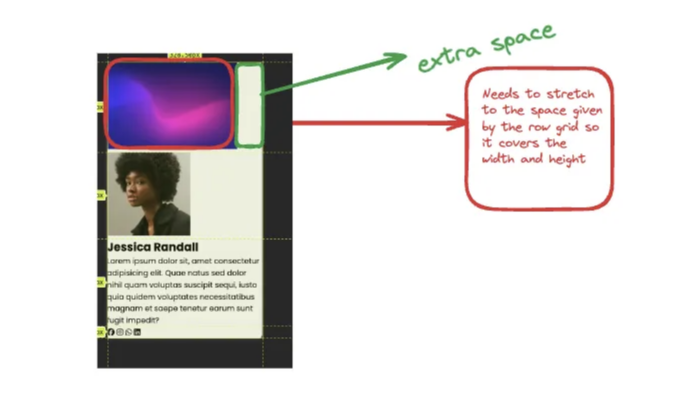 extra space
Needs to stretch
to the space given
by the row grid so
it covers the
width and height
Jessica Randall
Lorem ipsum dolor sit, amet consectetur
adipisicing elit. Quae natus sed dolor
nihil quam voluptas suscipit sequi, iusto
quia quidem voluptates necessitatibus
magnam et saepe tenetur earum sunt
fugit impedit?